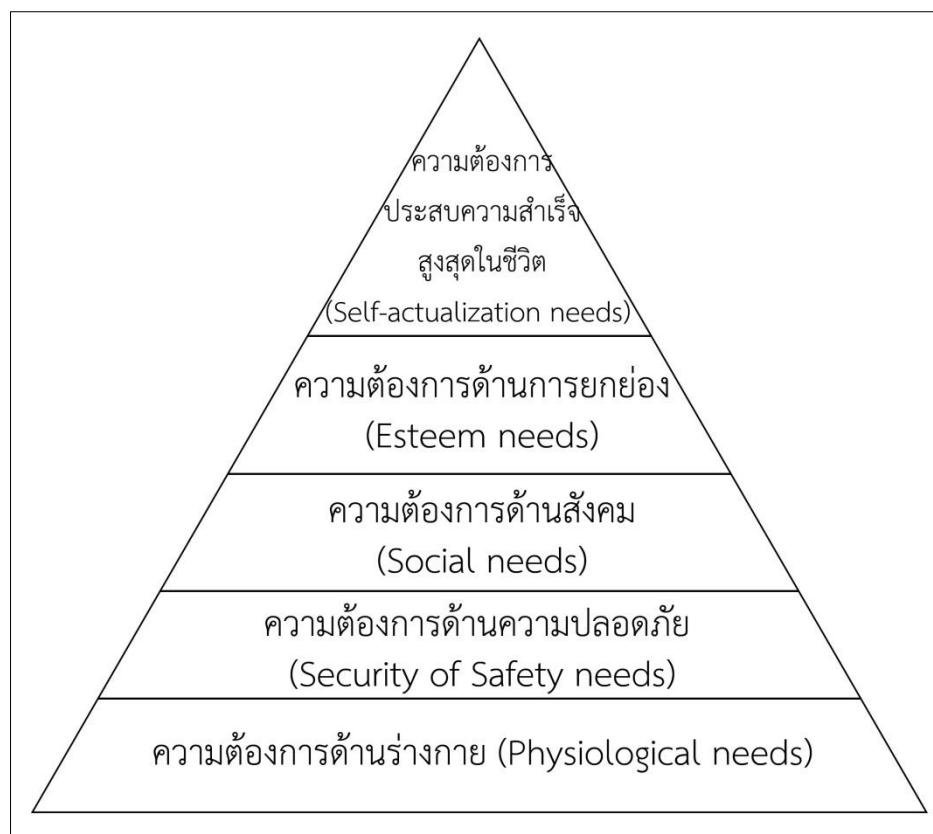 ความต้องการ
ประสบความสำเร็จ
สูงสุดในชีวิต
(Self-actualization needs)
ความต้องการด้านการยกย่อง
(Esteem needs)
ความต้องการด้านสังคม
(Social needs)
ความต้องการด้านความปลอดภัย
(Security of Safety needs)
ความต้องการด้านร่างกาย (Physiological needs)